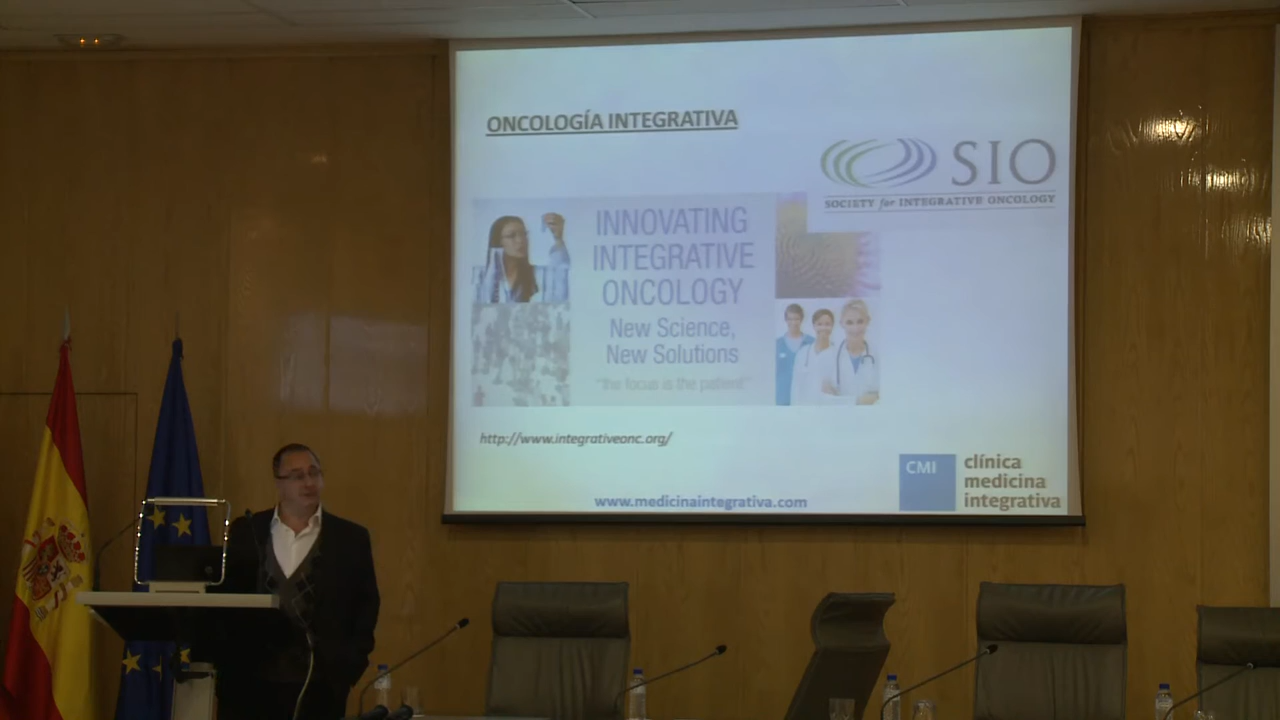 ONCOLOGÍA INTEGRATIVA
SIO
SOCIETY for INTEGRATIVE ONCOLOGY
INNOVATING
INTEGRATIVE
ONCOLOGY
New Science,
New Solutions
"the focus is the patient"
http://www.integrativeonc.org/
www.medicinaintegrativa.com
CMI
clínica
medicina
integrativa